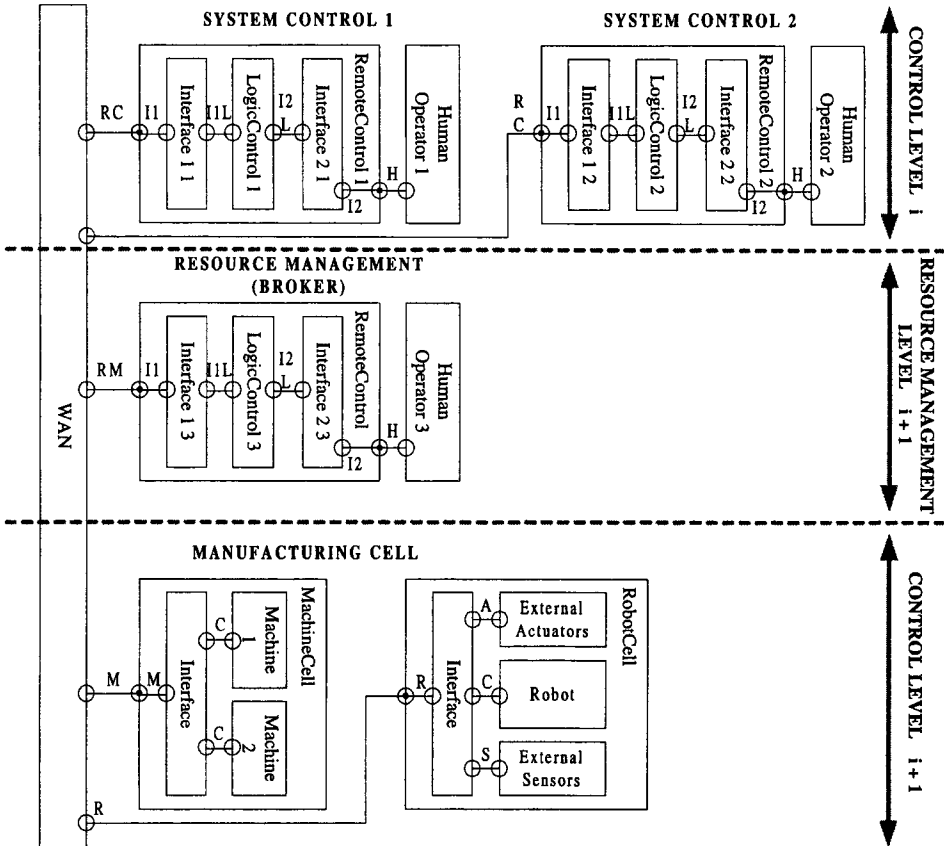 SYSTEM CONTROL 1
SYSTEM CONTROL 2
RC
I1
Interface 1 1
I1L
LogicControl 1
I2
L
Interface 2 1
RemoteControl 1
I2
H
Human
Operator 1
R
C
I1
Interface 1 2
I1L
LogicControl 2
I2
L
Interface 2 2
RemoteControl 2
I2
H
Human
Operator 2
CONTROL LEVEL i
RESOURCE MANAGEMENT
(BROKER)
RM
I1
Interface 1 3
I1L
LogicControl 3
I2
L
Interface 2 3
RemoteControl
I2
H
Human
Operator 3
RESOURCE MANAGEMENT
LEVEL i+1
WAN
MANUFACTURING CELL
M
M
Interface
C
Machine
1
C
Machine
2
MachineCell
R
R
Interface
A
External
Actuators
C
Robot
S
External
Sensors
RobotCell
CONTROL LEVEL i+1